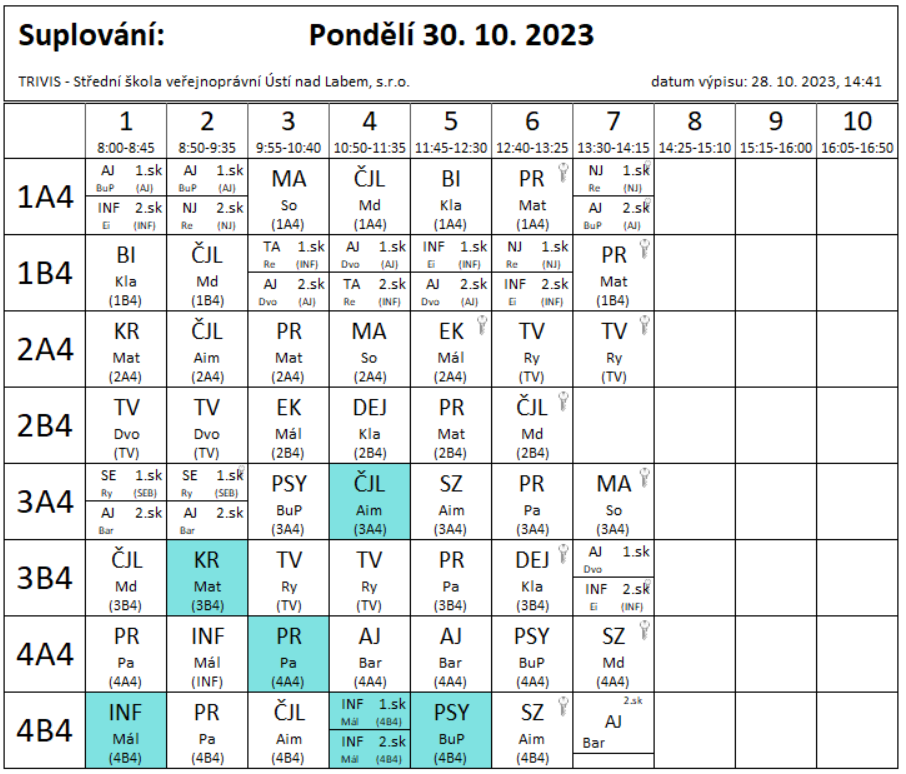 Suplování: Pondělí 30. 10. 2023
TRIVIS - Střední škola veřejnoprávní Ústí nad Labem, s.r.o. datum výpisu: 28. 10. 2023, 14:41
1 2 3 4 5 6 7 8 9 10
8:00-8:45 8:50-9:35 9:55-10:40 10:50-11:35 11:45-12:30 12:40-13:25 13:30-14:15 14:25-15:10 15:15-16:00 16:05-16:50
1A4
AJ 1.sk
BuP (AJ)
INF 2.sk
Ei (INF)
AJ 1.sk
BuP (AJ)
NJ 2.sk
Re (NJ)
MA
So
(1A4)
ČJL
Md
(1A4)
BI
Kla
(1A4)
PR
Mat
(1A4)
NJ 1.sk
Re (NJ)
AJ 2.sk
BuP (AJ)
1B4
BI
Kla
(1B4)
ČJL
Md
(1B4)
TA 1.sk
Re (INF)
AJ 2.sk
Dvo (AJ)
AJ 1.sk
Dvo (AJ)
TA 2.sk
Re (INF)
INF 1.sk
Ei (INF)
AJ 2.sk
Dvo (AJ)
NJ 1.sk
Re (NJ)
INF 2.sk
Ei (INF)
PR
Mat
(1B4)
2A4
KR
Mat
(2A4)
ČJL
Aim
(2A4)
PR
Mat
(2A4)
MA
So
(2A4)
EK
Mál
(2A4)
TV
Ry
(TV)
TV
Ry
(TV)
2B4
TV
Dvo
(TV)
TV
Dvo
(TV)
EK
Mál
(2B4)
DEJ
Kla
(2B4)
PR
Mat
(2B4)
ČJL
Md
(2B4)
3A4
SE 1.sk
Ry (SEB)
AJ 2.sk
Bar
SE 1.sk
Ry (SEB)
AJ 2.sk
Bar
PSY
BuP
(3A4)
ČJL
Aim
(3A4)
SZ
Aim
(3A4)
PR
Pa
(3A4)
MA
So
(3A4)
3B4
ČJL
Md
(3B4)
KR
Mat
(3B4)
TV
Ry
(TV)
TV
Ry
(TV)
PR
Pa
(3B4)
DEJ
Kla
(3B4)
AJ 1.sk
Dvo
INF 2.sk
Ei (INF)
4A4
PR
Pa
(4A4)
INF
Mál
(INF)
PR
Pa
(4A4)
AJ
Bar
(4A4)
AJ
Bar
(4A4)
PSY
BuP
(4A4)
SZ
Md
(4A4)
4B4
INF
Mál
(4B4)
PR
Pa
(4B4)
ČJL
Aim
(4B4)
INF 1.sk
Mál (4B4)
INF 2.sk
Mál (4B4)
PSY
BuP
(4B4)
SZ
Aim
(4B4)
2.sk
AJ
Bar